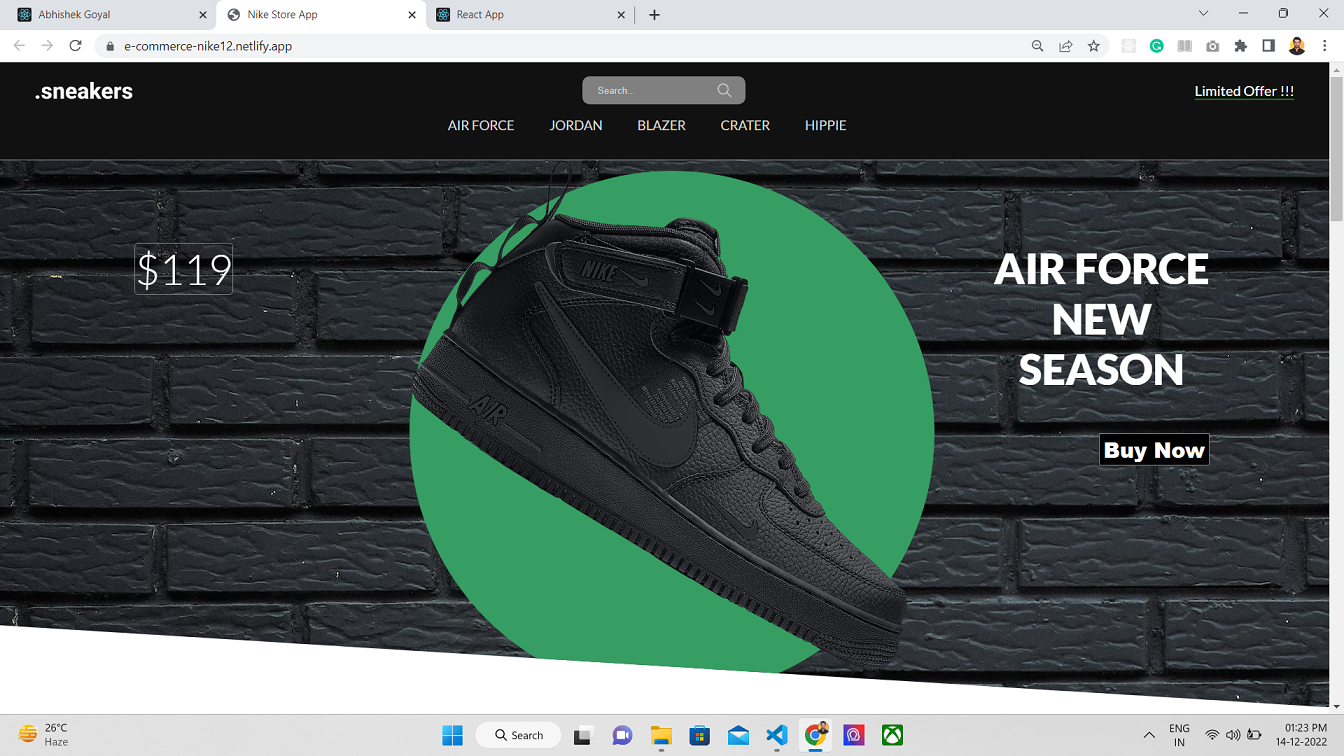 Abhishek Goyal
Nike Store App
React App
e-commerce-nike12.netlify.app
.sneakers
Search...
Limited Offer !!!
AIR FORCE
JORDAN
BLAZER
CRATER
HIPPIE
$119
AIR FORCE
NEW
SEASON
Buy Now
NIKE
AIR
26°C
Haze
Search
ENG
IN
01:23 PM
14-12-2022